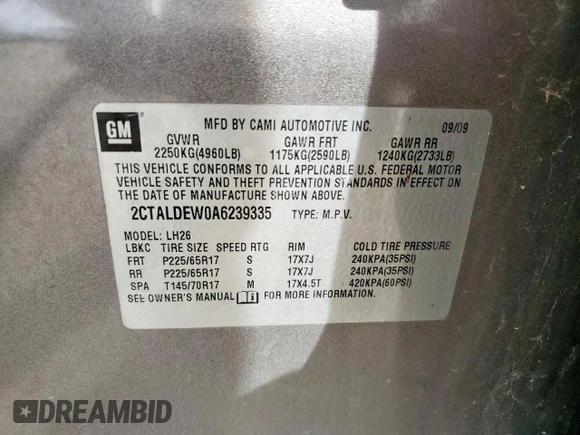 GM
MFD BY CAMI AUTOMOTIVE INC. 09/09
GVWR GAWR FRT GAWR RR
2250KG(4960LB) 1175KG(2590LB) 1240KG(2733LB)
THIS VEHICLE CONFORMS TO ALL APPLICABLE U.S. FEDERAL MOTOR
VEHICLE SAFETY AND THEFT PREVENTION STANDARDS IN EFFECT ON
THE DATE OF MANUFACTURE SHOWN ABOVE.
2CTALDEW0A6239335 TYPE: M.P.V.
MODEL: LH26
LBKC TIRE SIZE SPEED RTG RIM COLD TIRE PRESSURE
FRT P225/65R17 S 17X7J 240KPA(35PSI)
RR P225/65R17 S 17X7J 240KPA(35PSI)
SPA T145/70R17 M 17X4.5T 420KPA(60PSI)
SEE OWNER'S MANUAL FOR MORE INFORMATION.
DREAMBID